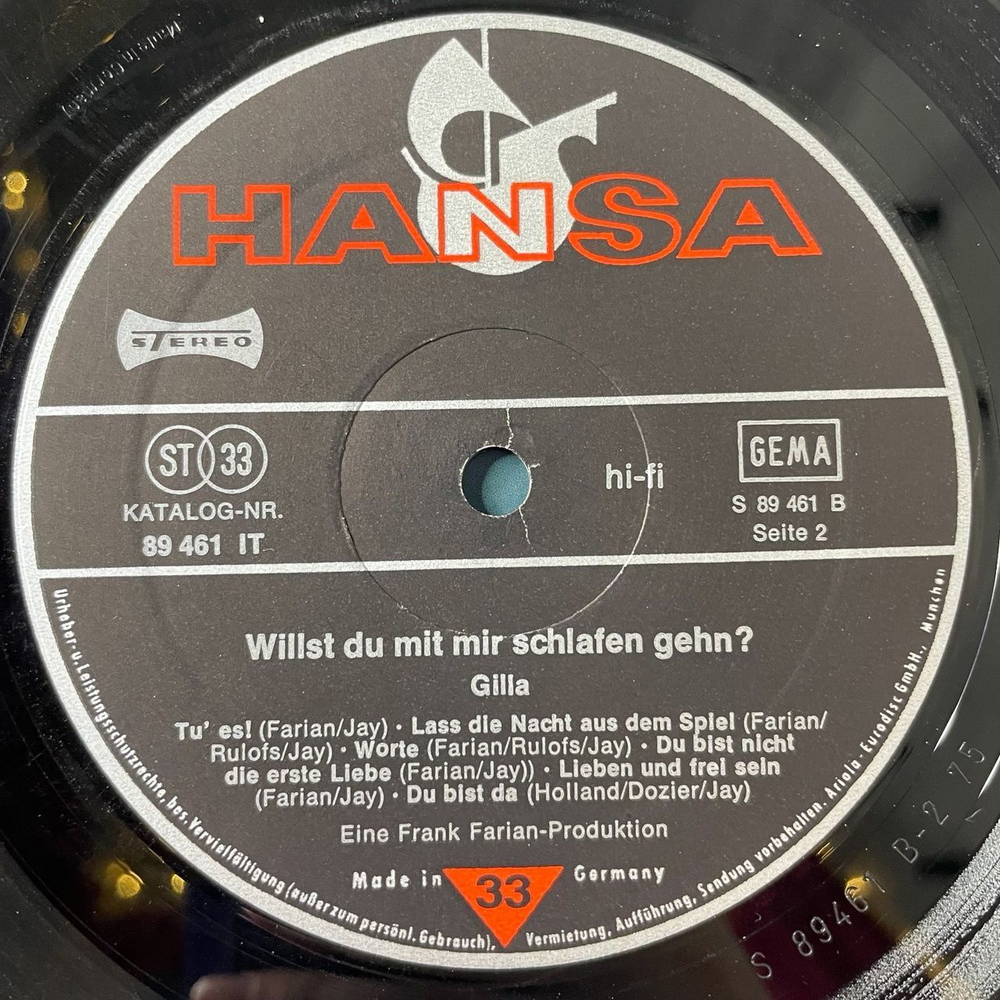 HANSA
STEREO
ST 33
KATALOG-NR.
89 461 IT
hi-fi
GEMA
S 89 461 B
Seite 2
Willst du mit mir schlafen gehn?
Gilla
Tu' es! (Farian/Jay) · Lass die Nacht aus dem Spiel (Farian/
Rulofs/Jay) · Worte (Farian/Rulofs/Jay) · Du bist nicht
die erste Liebe (Farian/Jay)) · Lieben und frei sein
(Farian/Jay) · Du bist da (Holland/Dozier/Jay)
Eine Frank Farian-Produktion
Made in 33 Germany
Urheber-u.Leistungsschutzrechte, bes. Vervielfältigung (außer zum persönl. Gebrauch), Vermietung, Aufführung, Sendung vorbehalten. Ariola-Eurodisc GmbH., München
S 89461 B-2 75
Made in Germany